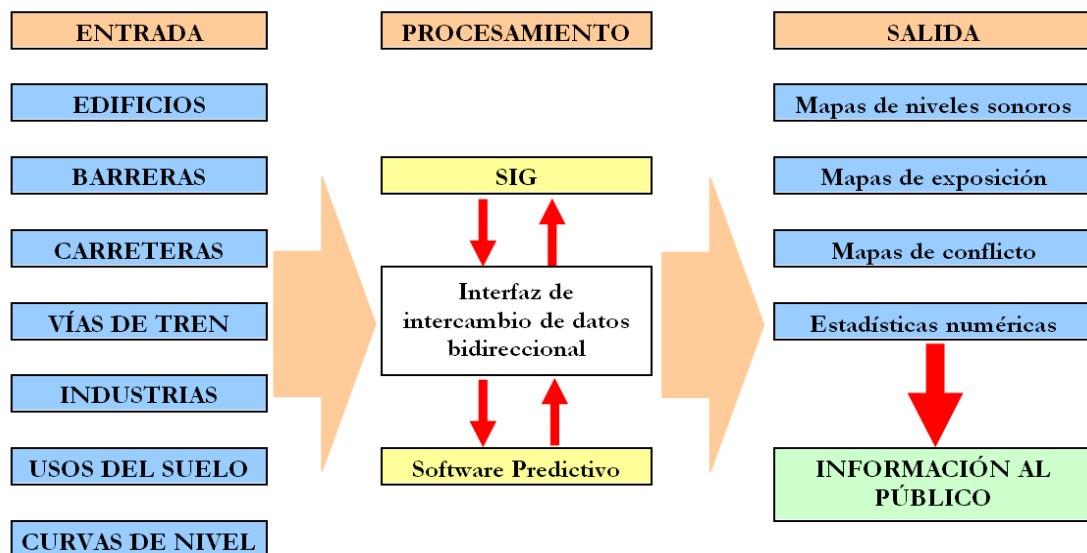 ENTRADA
EDIFICIOS
BARRERAS
CARRETERAS
VÍAS DE TREN
INDUSTRIAS
USOS DEL SUELO
CURVAS DE NIVEL
PROCESAMIENTO
SIG
Interfaz de
intercambio de datos
bidireccional
Software Predictivo
SALIDA
Mapas de niveles sonoros
Mapas de exposición
Mapas de conflicto
Estadísticas numéricas
INFORMACIÓN AL
PÚBLICO